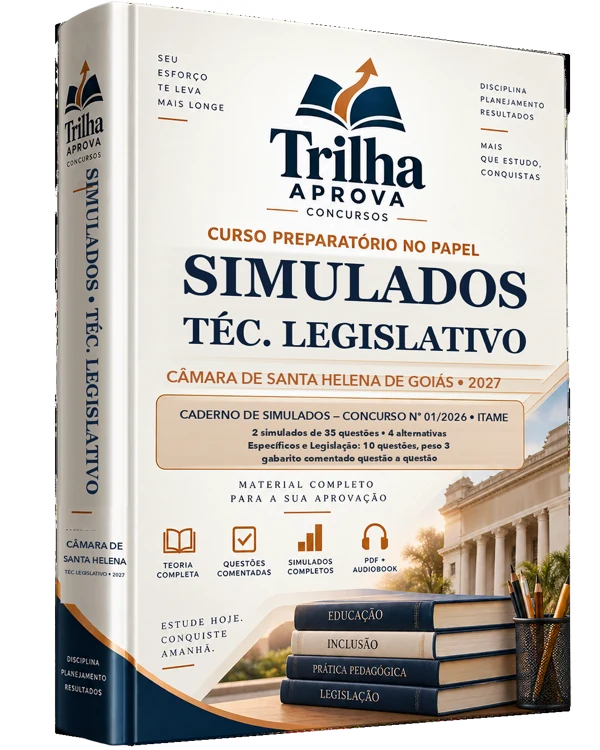 SEU
ESFORÇO
TE LEVA
MAIS LONGE
DISCIPLINA
PLANEJAMENTO
RESULTADOS
MAIS
QUE ESTUDO,
CONQUISTAS
Trilha
APROVA
CONCURSOS
CURSO PREPARATÓRIO NO PAPEL
SIMULADOS
TÉC. LEGISLATIVO
CÂMARA DE SANTA HELENA DE GOIÁS • 2027
CADERNO DE SIMULADOS – CONCURSO Nº 01/2026 • ITAME
2 simulados de 35 questões • 4 alternativas
Específicos e Legislação: 10 questões, peso 3
gabarito comentado questão a questão
MATERIAL COMPLETO
PARA A SUA APROVAÇÃO
TEORIA
COMPLETA
QUESTÕES
COMENTADAS
SIMULADOS
COMPLETOS
PDF +
AUDIOBOOK
ESTUDE HOJE.
CONQUISTE
AMANHÃ.
EDUCAÇÃO
INCLUSÃO
PRÁTICA PEDAGÓGICA
LEGISLAÇÃO
Trilha
APROVA
CONCURSOS
SIMULADOS • TÉC. LEGISLATIVO
CÂMARA DE
SANTA HELENA
TÉC. LEGISLATIVO • 2027
DISCIPLINA
PLANEJAMENTO
RESULTADOS